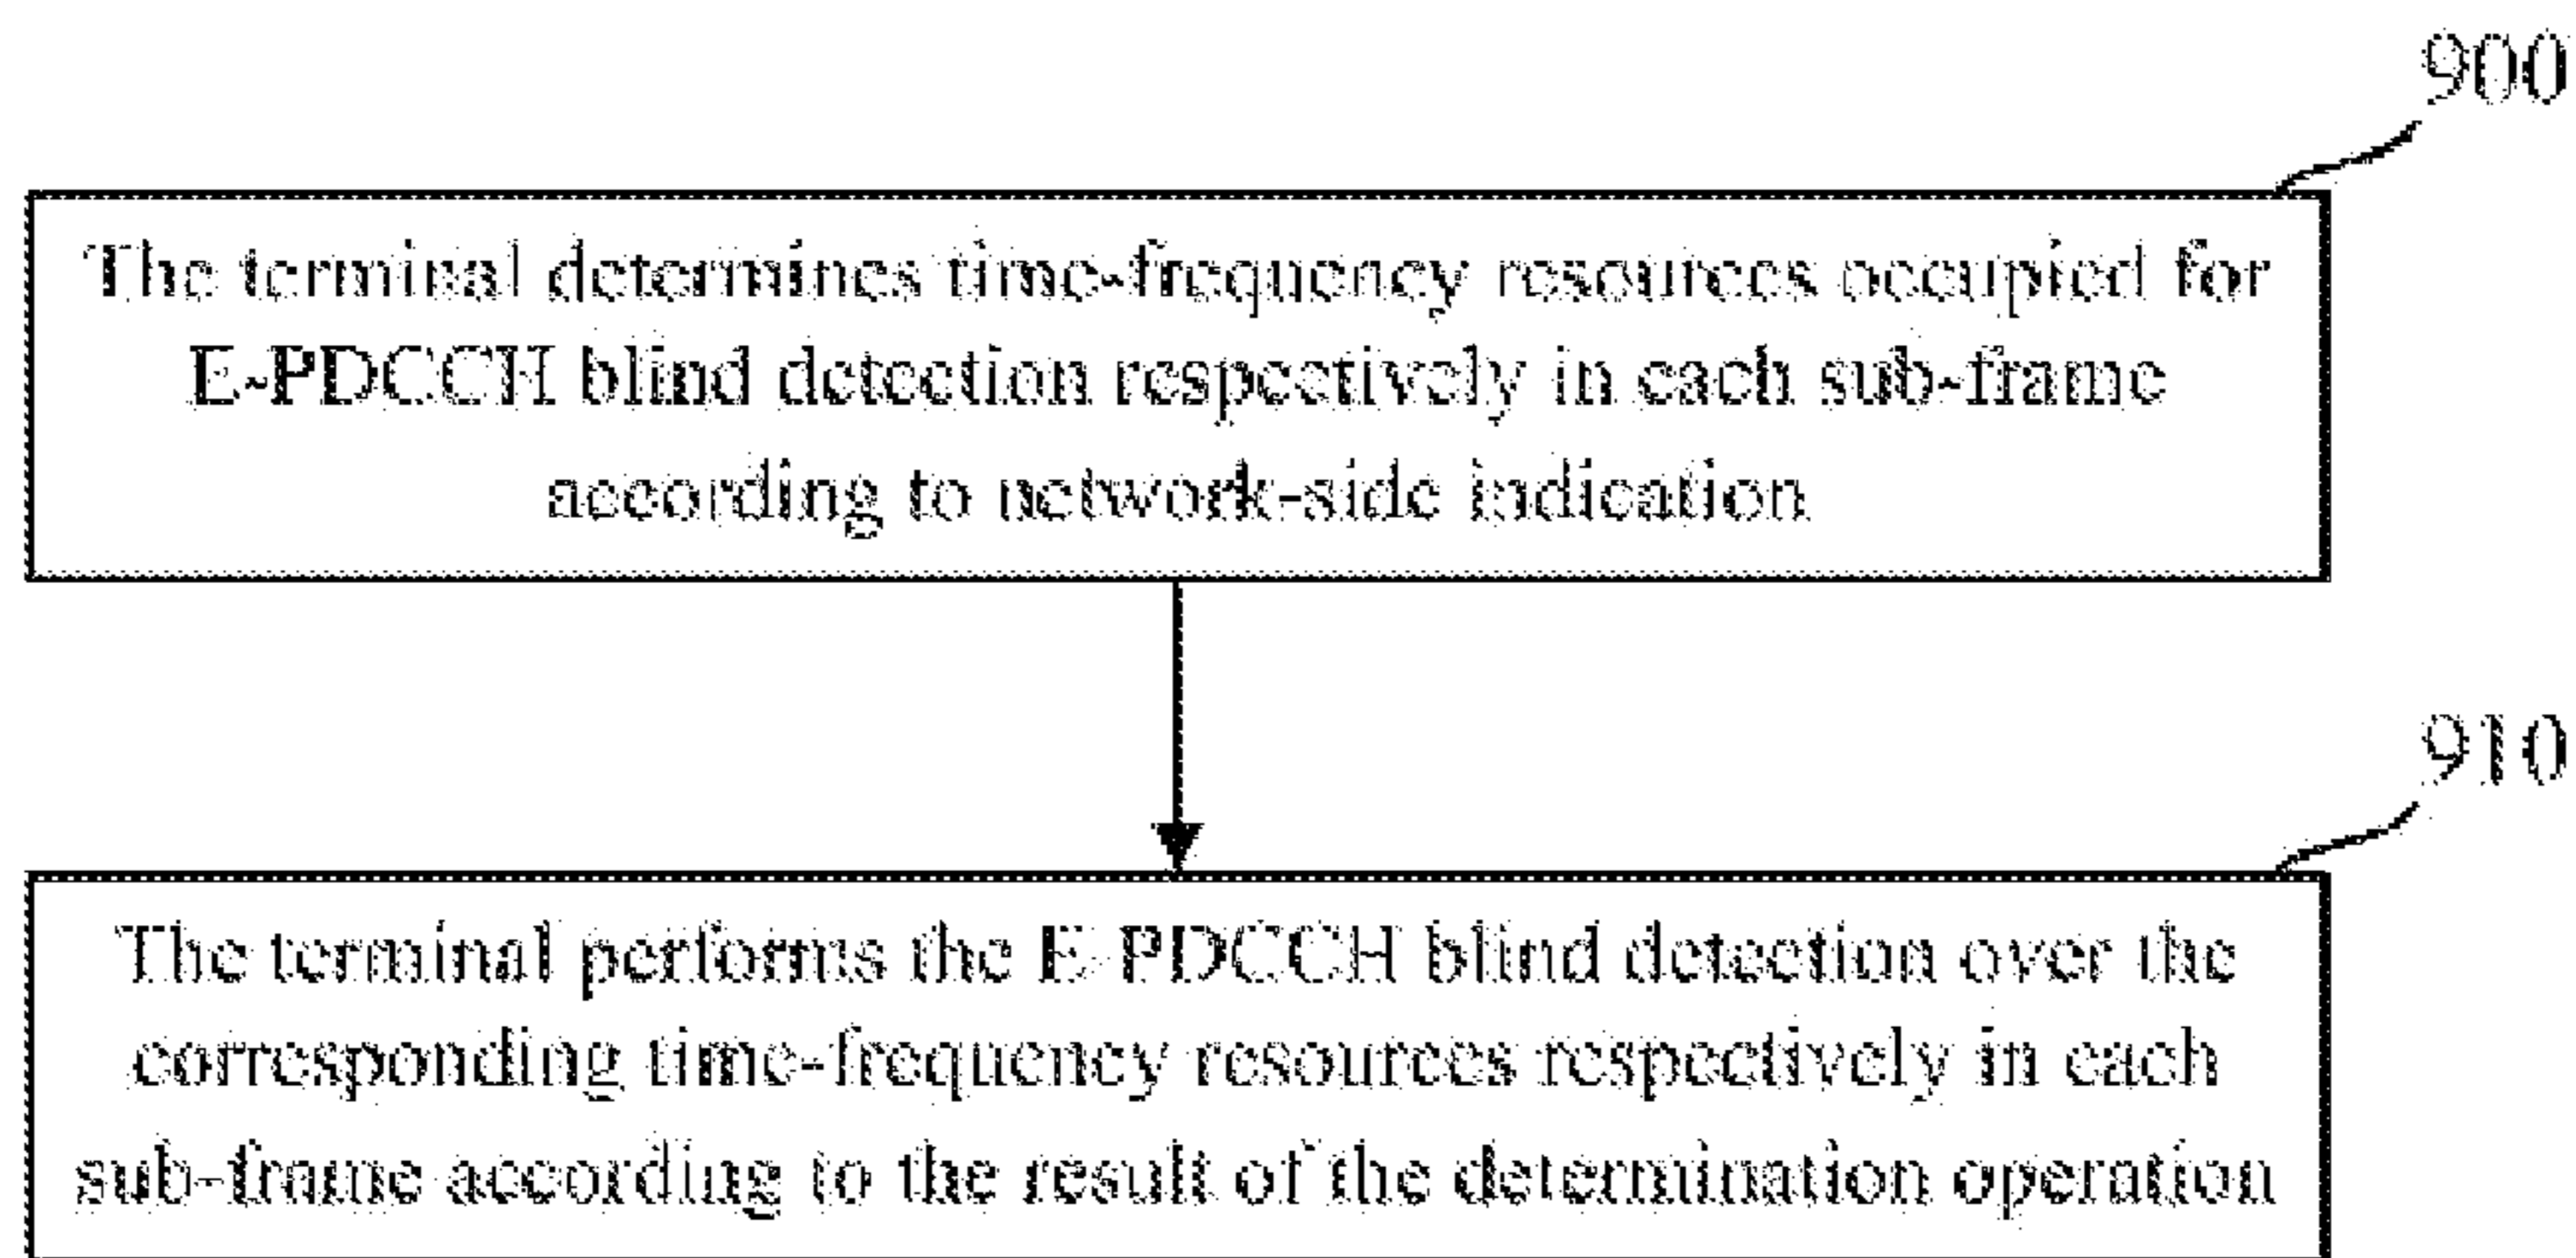 900
The terminal determines time-frequency resources occupied for
E-PDCCH blind detection respectively in each sub-frame
according to network-side indication
910
The terminal performs the E-PDCCH blind detection over the
corresponding time-frequency resources respectively in each
sub-frame according to the result of the determination operation